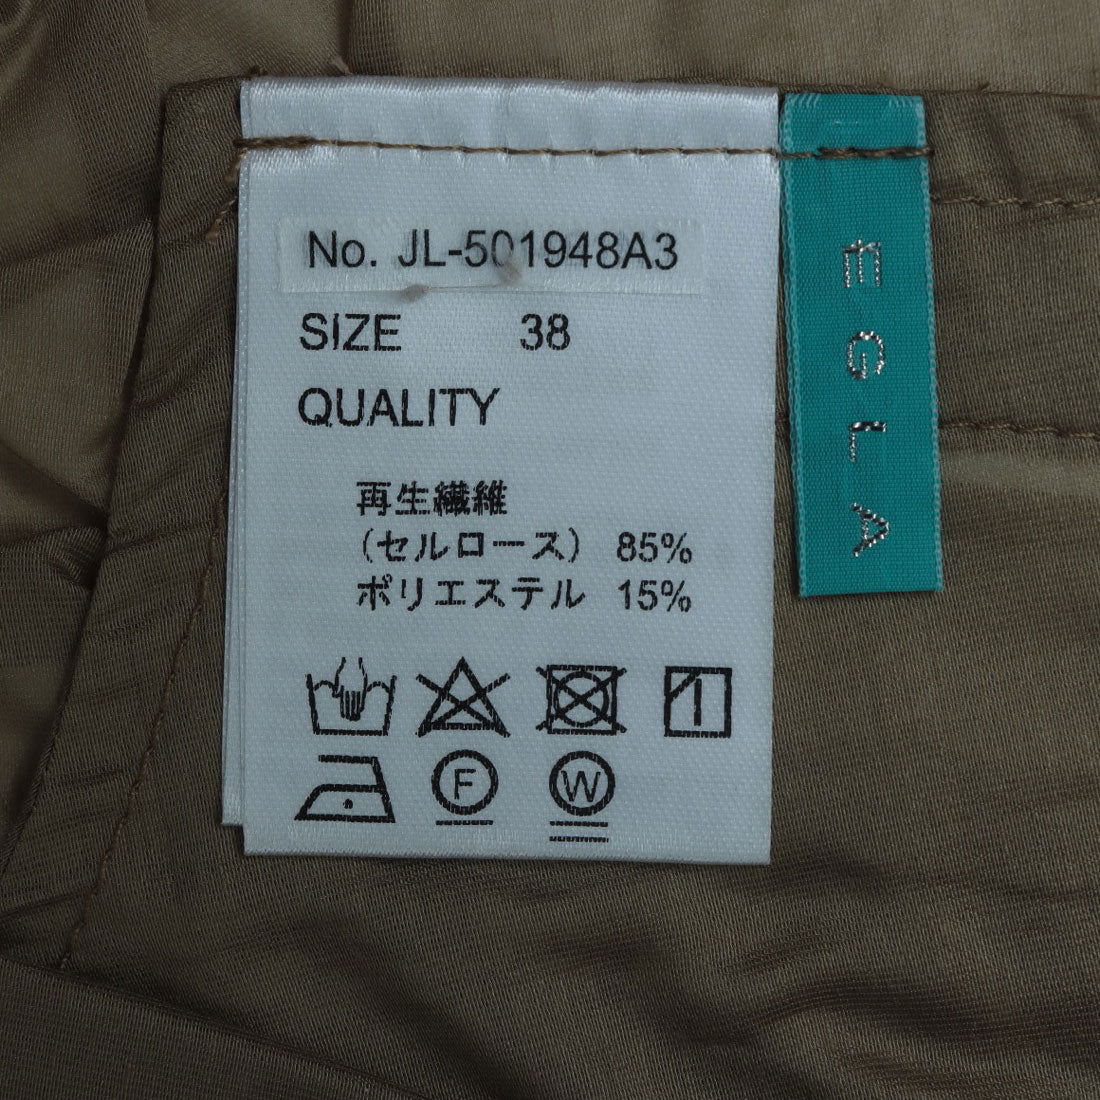 No. JL-501948A3
SIZE 38
QUALITY
再生繊維
(セルロース) 85%
ポリエステル 15%
F
W
EGLA